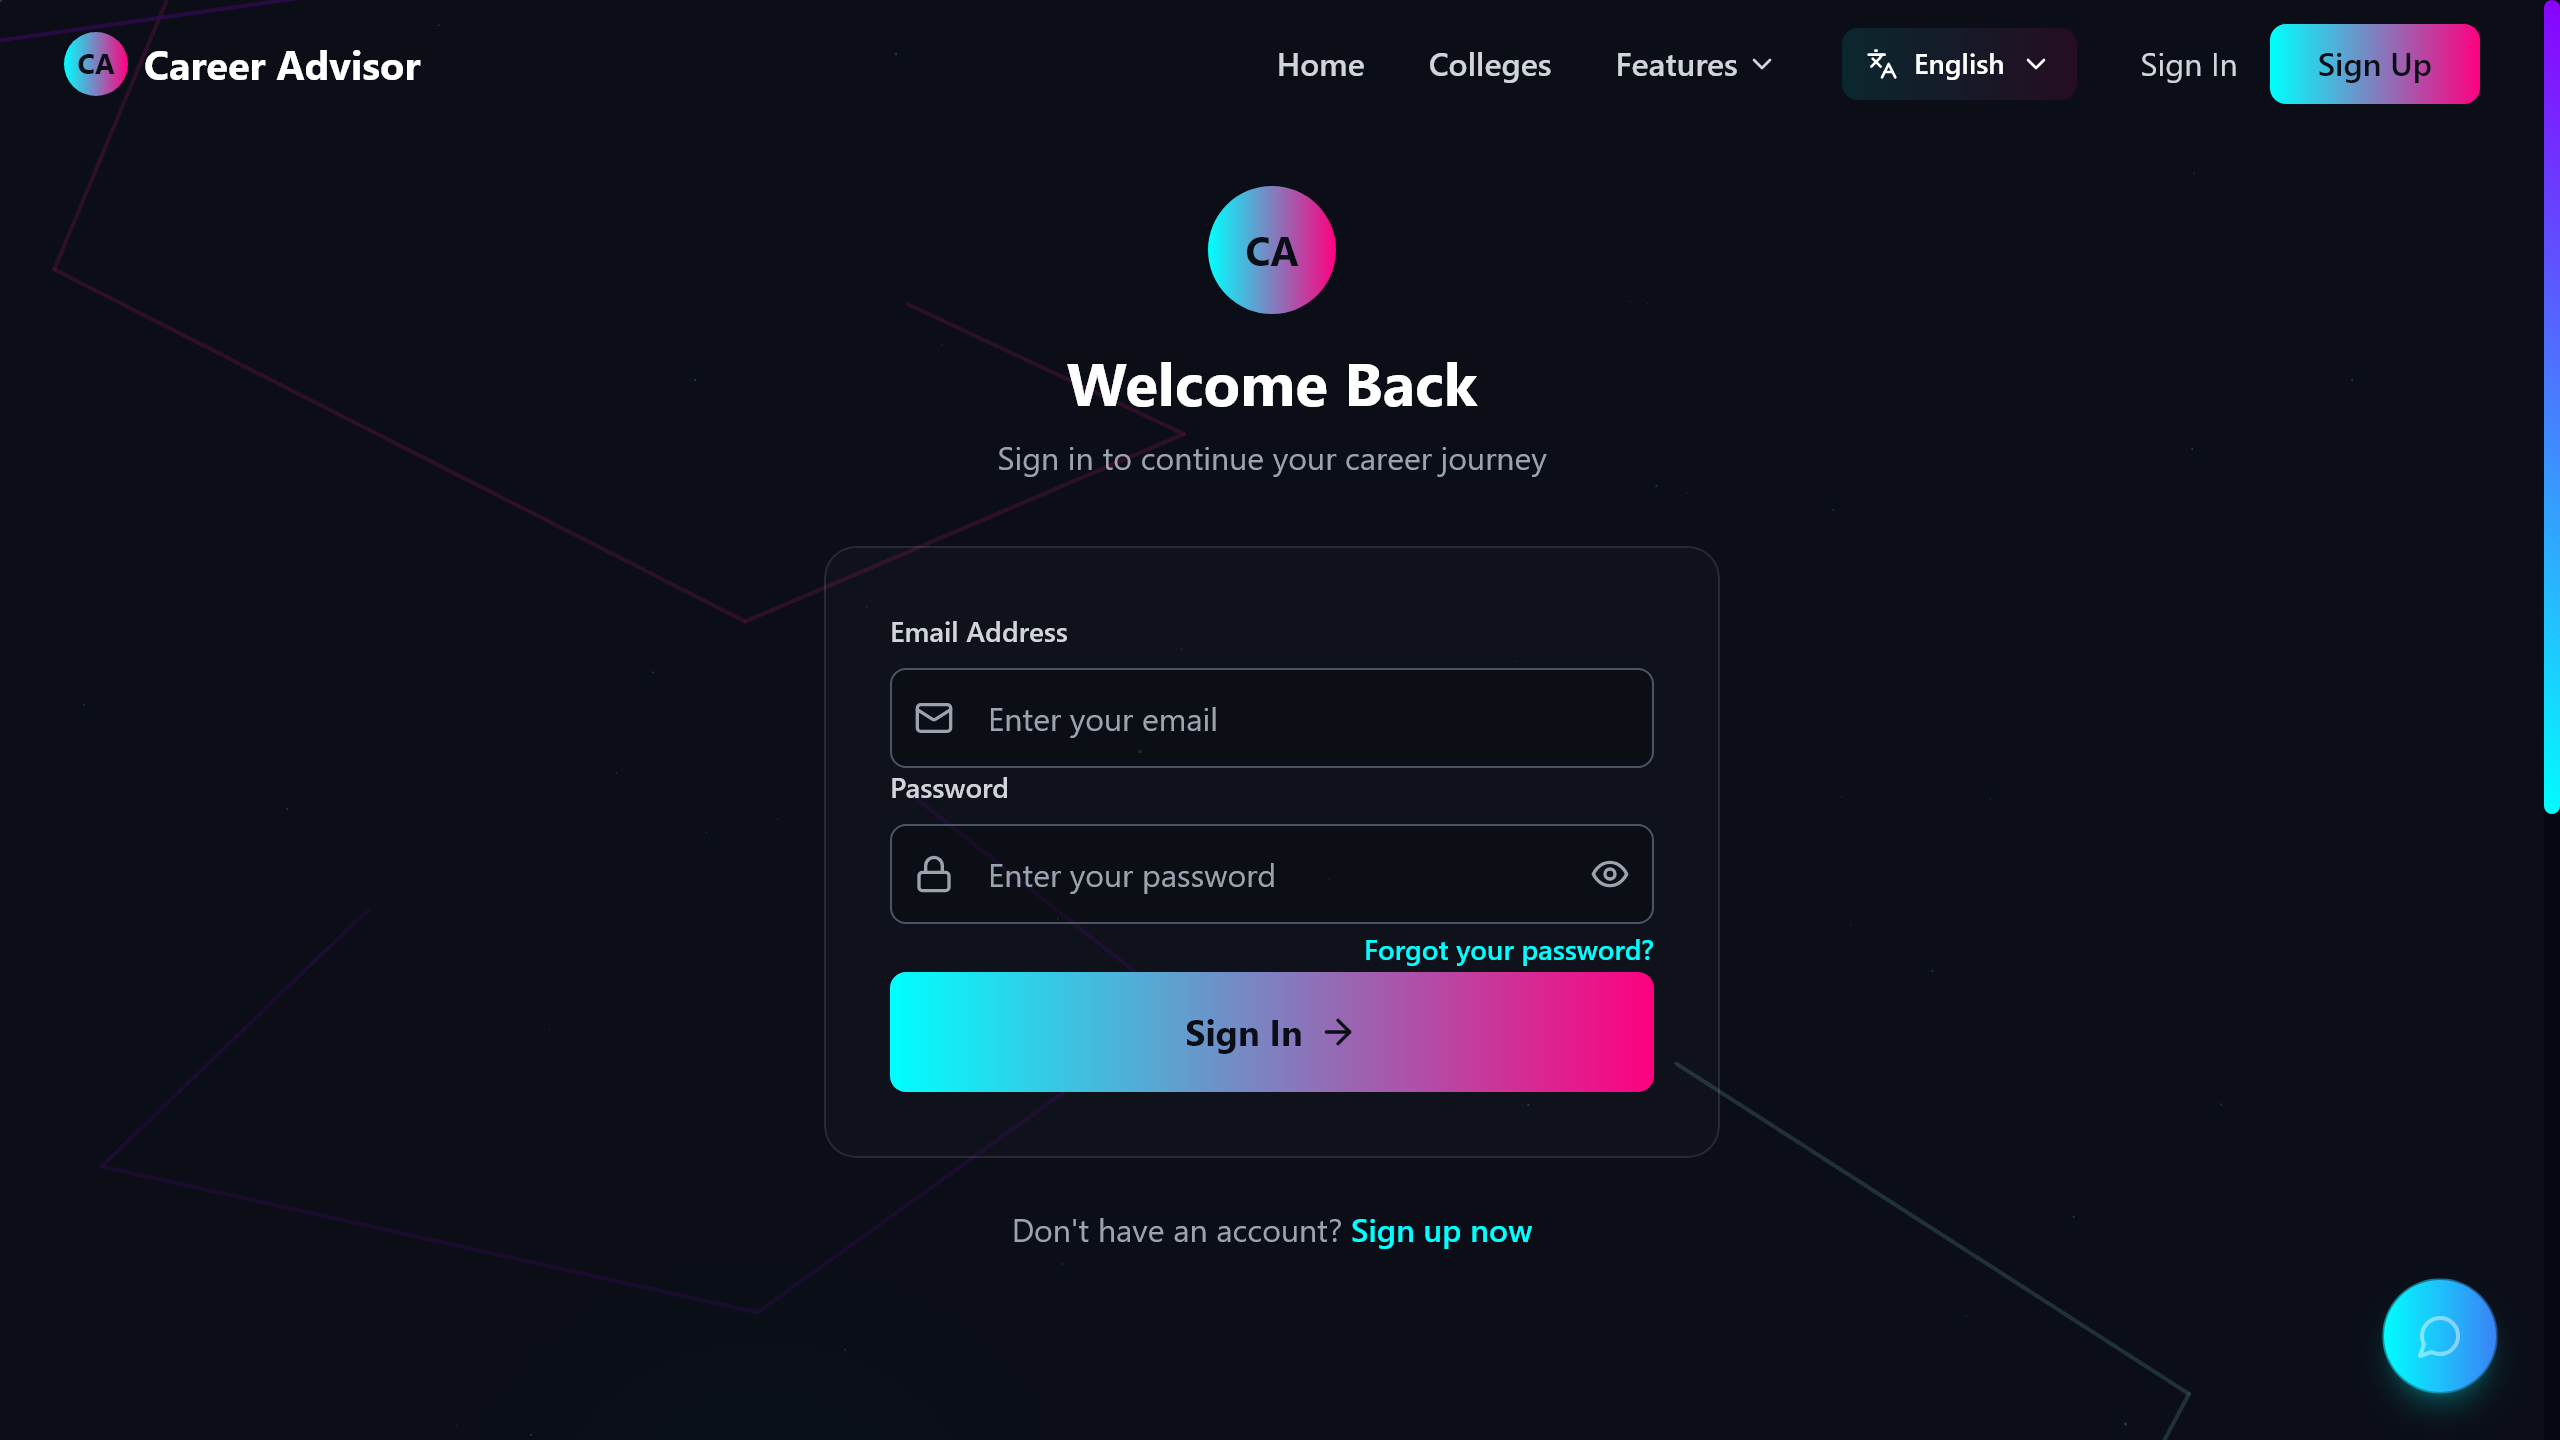 CA Career Advisor Home Colleges Features English Sign In Sign Up
CA
Welcome Back
Sign in to continue your career journey
Email Address
Enter your email
Password
Enter your password
Forgot your password?
Sign In
Don't have an account? Sign up now